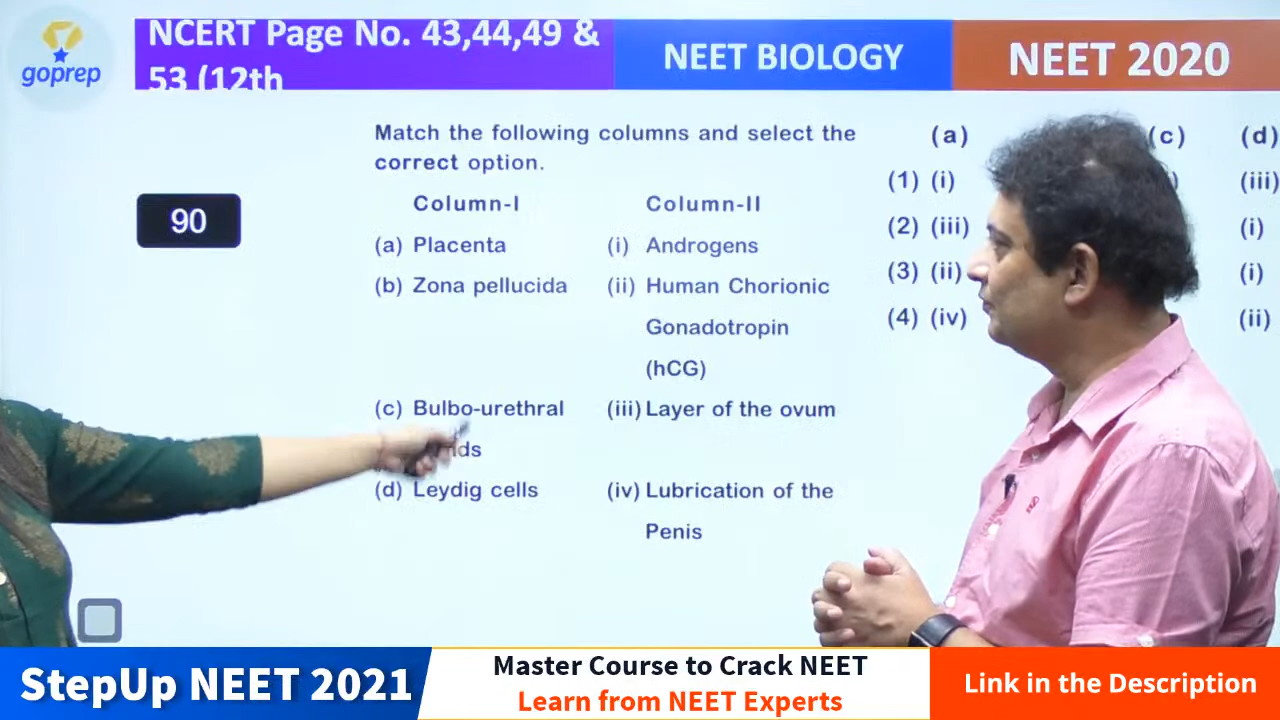 goprep
NCERT Page No. 43,44,49 &
53 (12th
NEET BIOLOGY
NEET 2020
90
Match the following columns and select the
correct option.
Column-I Column-II
(a) Placenta (i) Androgens
(b) Zona pellucida (ii) Human Chorionic
Gonadotropin
(hCG)
(c) Bulbo-urethral (iii) Layer of the ovum
(d) Leydig cells (iv) Lubrication of the
Penis
(a) (c) (d)
(1) (i) (iii)
(2) (iii) (i)
(3) (ii) (i)
(4) (iv) (ii)
StepUp NEET 2021
Master Course to Crack NEET
Learn from NEET Experts
Link in the Description